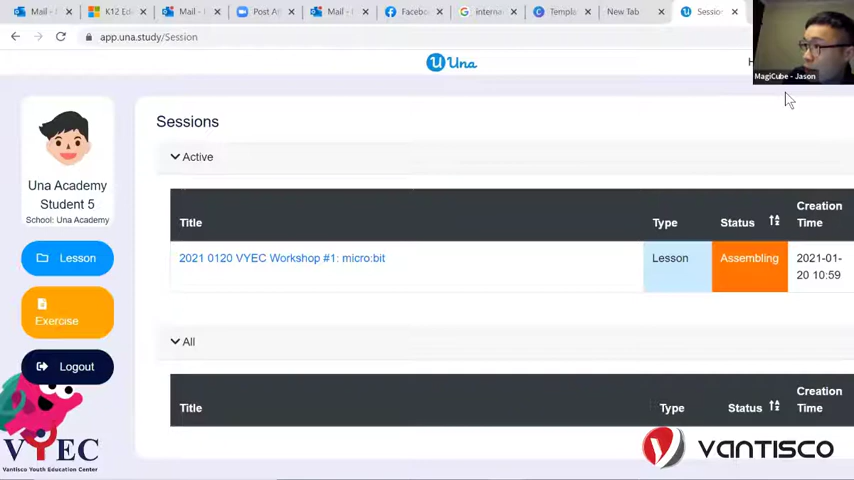 Mail -
K12 Ed
Mail -
Post A
Mail -
Facebo
interna
Templa
New Tab
Sessio
app.una.study/Session
Una
H
MagiCube - Jason
Una Academy
Student 5
School: Una Academy
Lesson
Exercise
Logout
VYEC
Vantisco Youth Education Center
Sessions
Active
Title
Type
Status
Creation
Time
2021 0120 VYEC Workshop #1: micro:bit
Lesson
Assembling
2021-01-
20 10:59
All
Title
Type
Status
Creation
Time
VANTISCO